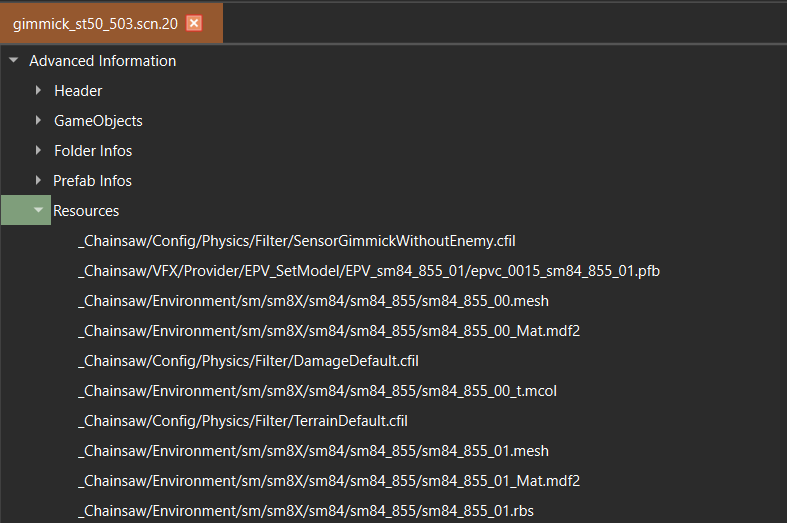 gimmick_st50_503.scn.20
Advanced Information
Header
GameObjects
Folder Infos
Prefab Infos
Resources
_Chainsaw/Config/Physics/Filter/SensorGimmickWithoutEnemy.cfil
_Chainsaw/VFX/Provider/EPV_SetModel/EPV_sm84_855_01/epvc_0015_sm84_855_01.pfb
_Chainsaw/Environment/sm/sm8X/sm84/sm84_855/sm84_855_00.mesh
_Chainsaw/Environment/sm/sm8X/sm84/sm84_855/sm84_855_00_Mat.mdf2
_Chainsaw/Config/Physics/Filter/DamageDefault.cfil
_Chainsaw/Environment/sm/sm8X/sm84/sm84_855/sm84_855_00_t.mcol
_Chainsaw/Config/Physics/Filter/TerrainDefault.cfil
_Chainsaw/Environment/sm/sm8X/sm84/sm84_855/sm84_855_01.mesh
_Chainsaw/Environment/sm/sm8X/sm84/sm84_855/sm84_855_01_Mat.mdf2
_Chainsaw/Environment/sm/sm8X/sm84/sm84_855/sm84_855_01.rbs